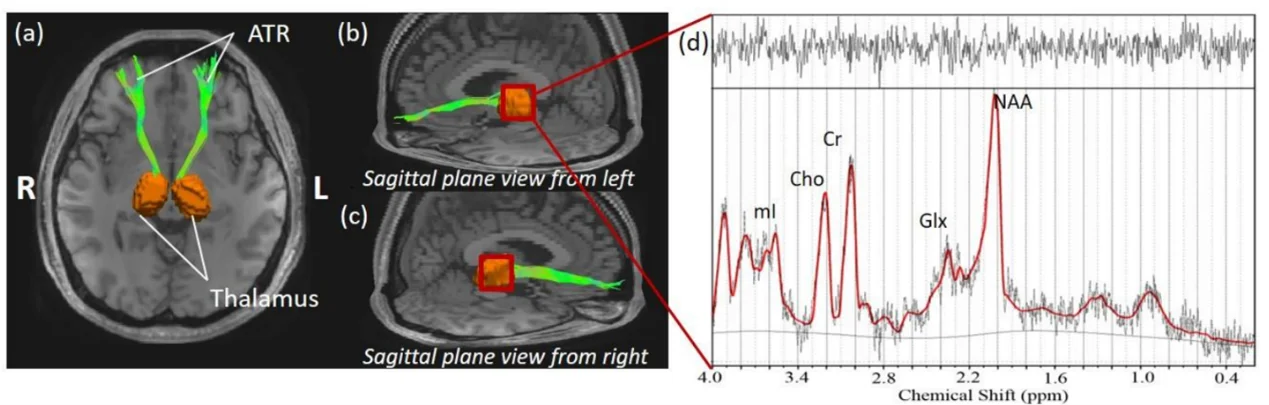 (a)
ATR
R
L
Thalamus
(b)
Sagittal plane view from left
(c)
Sagittal plane view from right
(d)
NAA
Cr
Cho
mI
Glx
4.0 3.4 2.8 2.2 1.6 1.0 0.4
Chemical Shift (ppm)